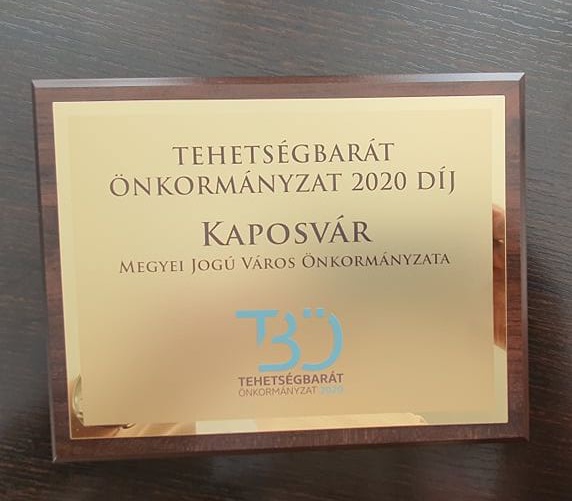 TEHETSÉGBARÁT
ÖNKORMÁNYZAT 2020 DÍJ
KAPOSVÁR
MEGYEI JOGÚ VÁROS ÖNKORMÁNYZATA
TBÖ
TEHETSÉGBARÁT
ÖNKORMÁNYZAT 2020